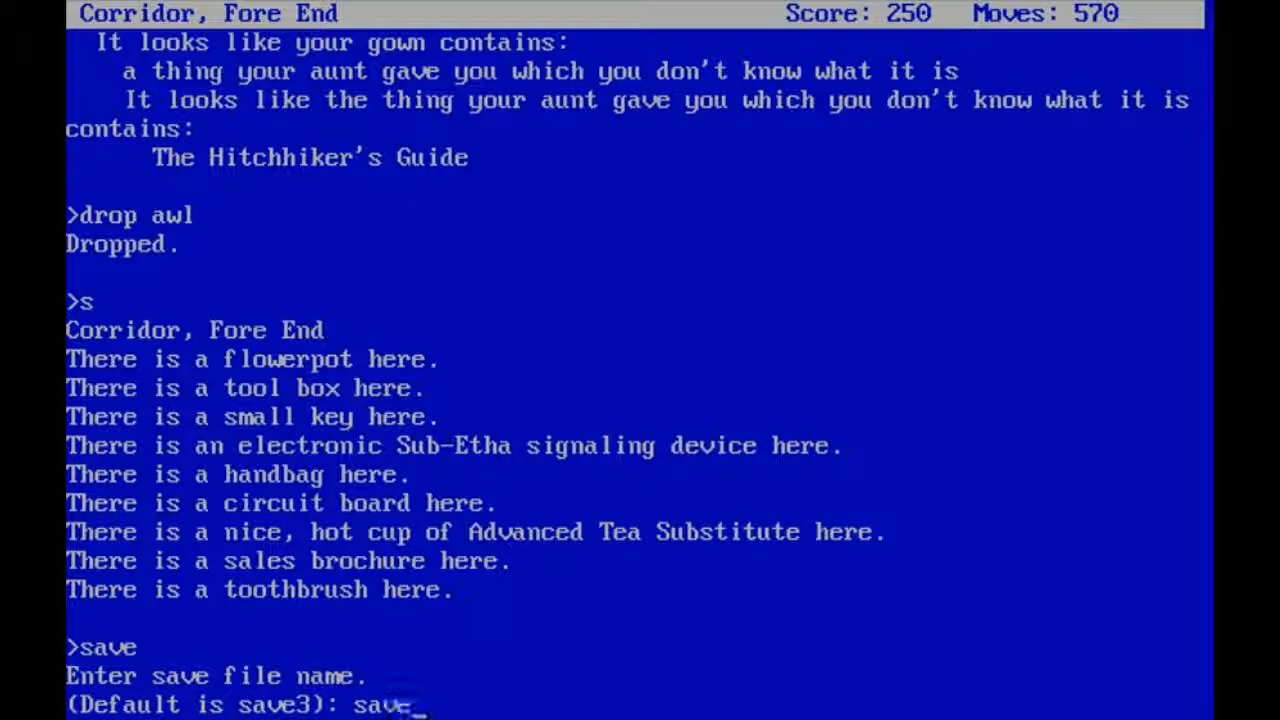 Corridor, Fore End Score: 250 Moves: 570
It looks like your gown contains:
a thing your aunt gave you which you don't know what it is
It looks like the thing your aunt gave you which you don't know what it is
contains:
The Hitchhiker's Guide
>drop awl
Dropped.
>s
Corridor, Fore End
There is a flowerpot here.
There is a tool box here.
There is a small key here.
There is an electronic Sub-Etha signaling device here.
There is a handbag here.
There is a circuit board here.
There is a nice, hot cup of Advanced Tea Substitute here.
There is a sales brochure here.
There is a toothbrush here.
>save
Enter save file name.
(Default is save3): save_